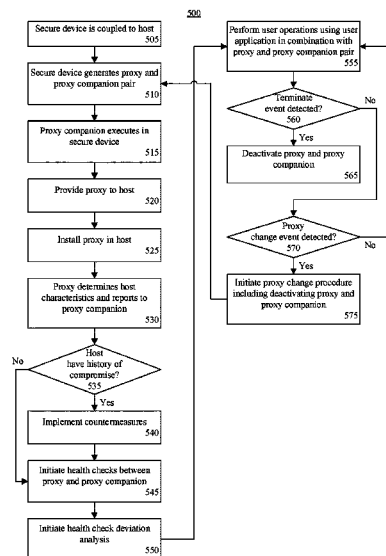 500
Secure device is coupled to host
505
Secure device generates proxy and
proxy companion pair
510
Proxy companion executes in
secure device
515
Provide proxy to host
520
Install proxy in host
525
Proxy determines host
characteristics and reports to
proxy companion
530
Host
have history of
compromise?
535
No
Yes
Implement countermeasures
540
Initiate health checks between
proxy and proxy companion
545
Initiate health check deviation
analysis
550
Perform user operations using user
application in combination with
proxy and proxy companion pair
555
Terminate
event detected?
560
No
Yes
Deactivate proxy and proxy
companion
565
Proxy
change event detected?
570
No
Yes
Initiate proxy change procedure
including deactivating proxy and
proxy companion
575